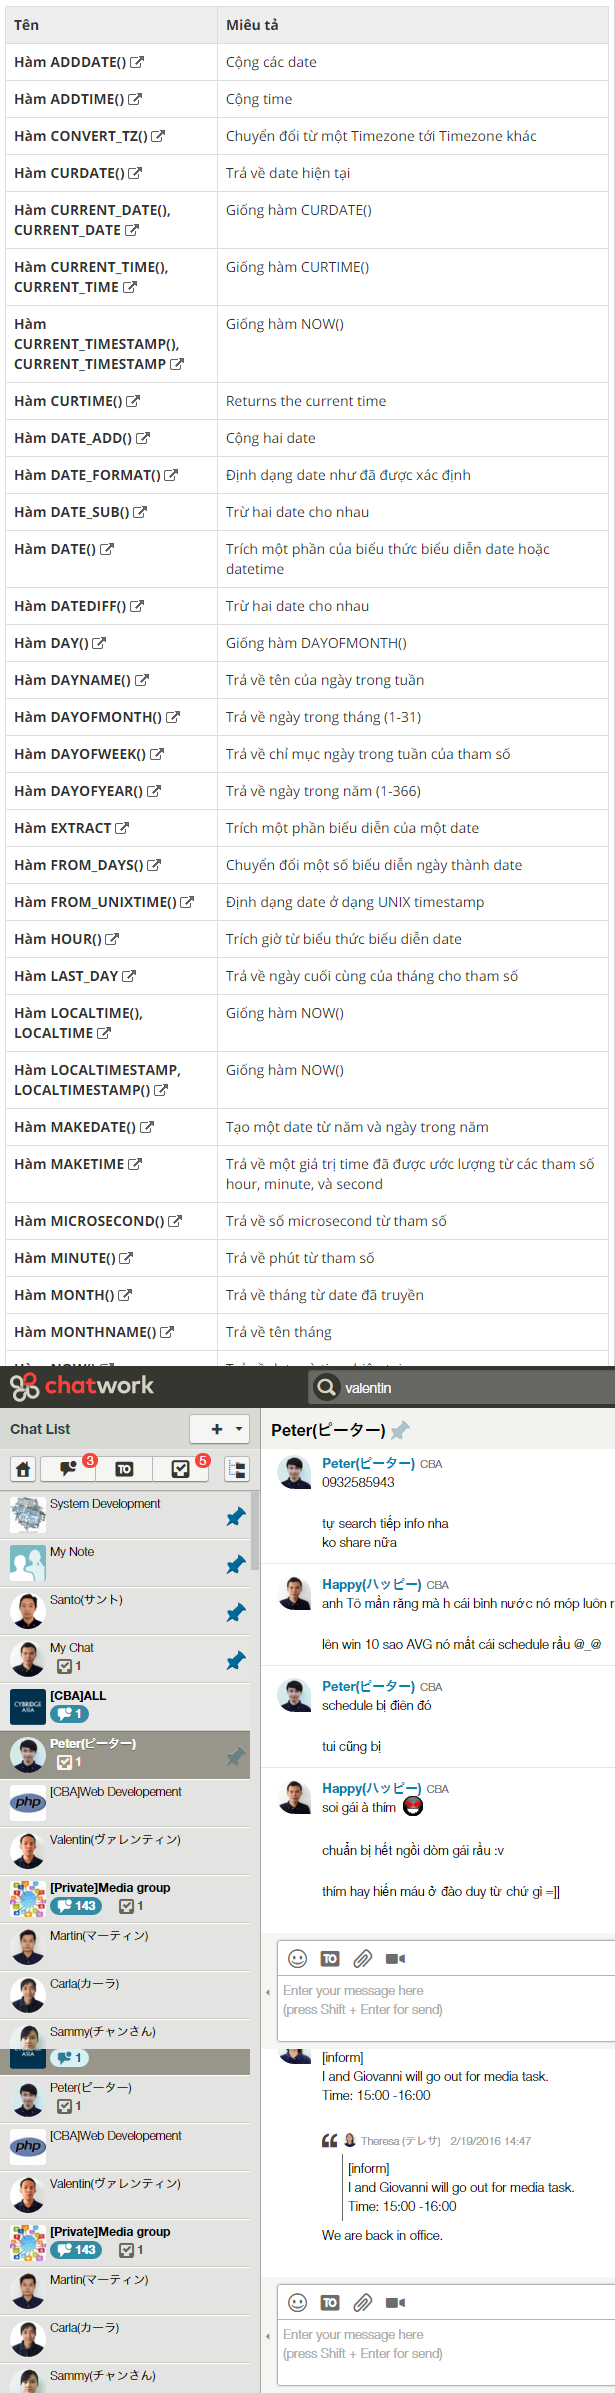 Tên
Miêu tả
Hàm ADDDATE()
Cộng các date
Hàm ADDTIME()
Cộng time
Hàm CONVERT_TZ()
Chuyển đổi từ một Timezone tới Timezone khác
Hàm CURDATE()
Trả về date hiện tại
Hàm CURRENT_DATE(),
CURRENT_DATE
Giống hàm CURDATE()
Hàm CURRENT_TIME(),
CURRENT_TIME
Giống hàm CURTIME()
Hàm
CURRENT_TIMESTAMP(),
CURRENT_TIMESTAMP
Giống hàm NOW()
Hàm CURTIME()
Returns the current time
Hàm DATE_ADD()
Cộng hai date
Hàm DATE_FORMAT()
Định dạng date như đã được xác định
Hàm DATE_SUB()
Trừ hai date cho nhau
Hàm DATE()
Trích một phần của biểu thức biểu diễn date hoặc
datetime
Hàm DATEDIFF()
Trừ hai date cho nhau
Hàm DAY()
Giống hàm DAYOFMONTH()
Hàm DAYNAME()
Trả về tên của ngày trong tuần
Hàm DAYOFMONTH()
Trả về ngày trong tháng (1-31)
Hàm DAYOFWEEK()
Trả về chỉ mục ngày trong tuần của tham số
Hàm DAYOFYEAR()
Trả về ngày trong năm (1-366)
Hàm EXTRACT
Trích một phần biểu diễn của một date
Hàm FROM_DAYS()
Chuyển đổi một số biểu diễn ngày thành date
Hàm FROM_UNIXTIME()
Định dạng date ở dạng UNIX timestamp
Hàm HOUR()
Trích giờ từ biểu thức biểu diễn date
Hàm LAST_DAY
Trả về ngày cuối cùng của tháng cho tham số
Hàm LOCALTIME(),
LOCALTIME
Giống hàm NOW()
Hàm LOCALTIMESTAMP,
LOCALTIMESTAMP()
Giống hàm NOW()
Hàm MAKEDATE()
Tạo một date từ năm và ngày trong năm
Hàm MAKETIME
Trả về một giá trị time đã được ước lượng từ các tham số
hour, minute, và second
Hàm MICROSECOND()
Trả về số microsecond từ tham số
Hàm MINUTE()
Trả về phút từ tham số
Hàm MONTH()
Trả về tháng từ date đã truyền
Hàm MONTHNAME()
Trả về tên tháng
chatwork
valentin
Chat List
3
TO
5
System Development
My Note
Santo(サント)
My Chat
1
[CBA]ALL
CYBRIDGE
ASIA
1
Peter(ピーター)
1
[CBA]Web Developement
php
Valentin(ヴァレンティン)
[Private]Media group
143
1
Martin(マーティン)
Carla(カーラ)
Sammy(チャンさん)
Peter(ピーター)
Peter(ピーター) CBA
0932585943
tự search tiếp info nha
ko share nữa
Happy(ハッピー) CBA
anh Tô mần răng mà h cái bình nước nó móp luôn r
lên win 10 sao AVG nó mất cái schedule rầu @_@
Peter(ピーター) CBA
schedule bị điên đó
tui cũng bị
Happy(ハッピー) CBA
soi gái à thím
chuẩn bị hết ngồi dòm gái rầu :v
thím hay hiến máu ở đào duy từ chứ gì =]]
TO
Enter your message here
(press Shift + Enter for send)
ASIA
1
Peter(ピーター)
1
[CBA]Web Developement
php
Valentin(ヴァレンティン)
[Private]Media group
143
1
Martin(マーティン)
Carla(カーラ)
Sammy(チャンさん)
[inform]
I and Giovanni will go out for media task.
Time: 15:00 -16:00
Theresa (テレサ) 2/19/2016 14:47
[inform]
I and Giovanni will go out for media task.
Time: 15:00 -16:00
We are back in office.
TO
Enter your message here
(press Shift + Enter for send)